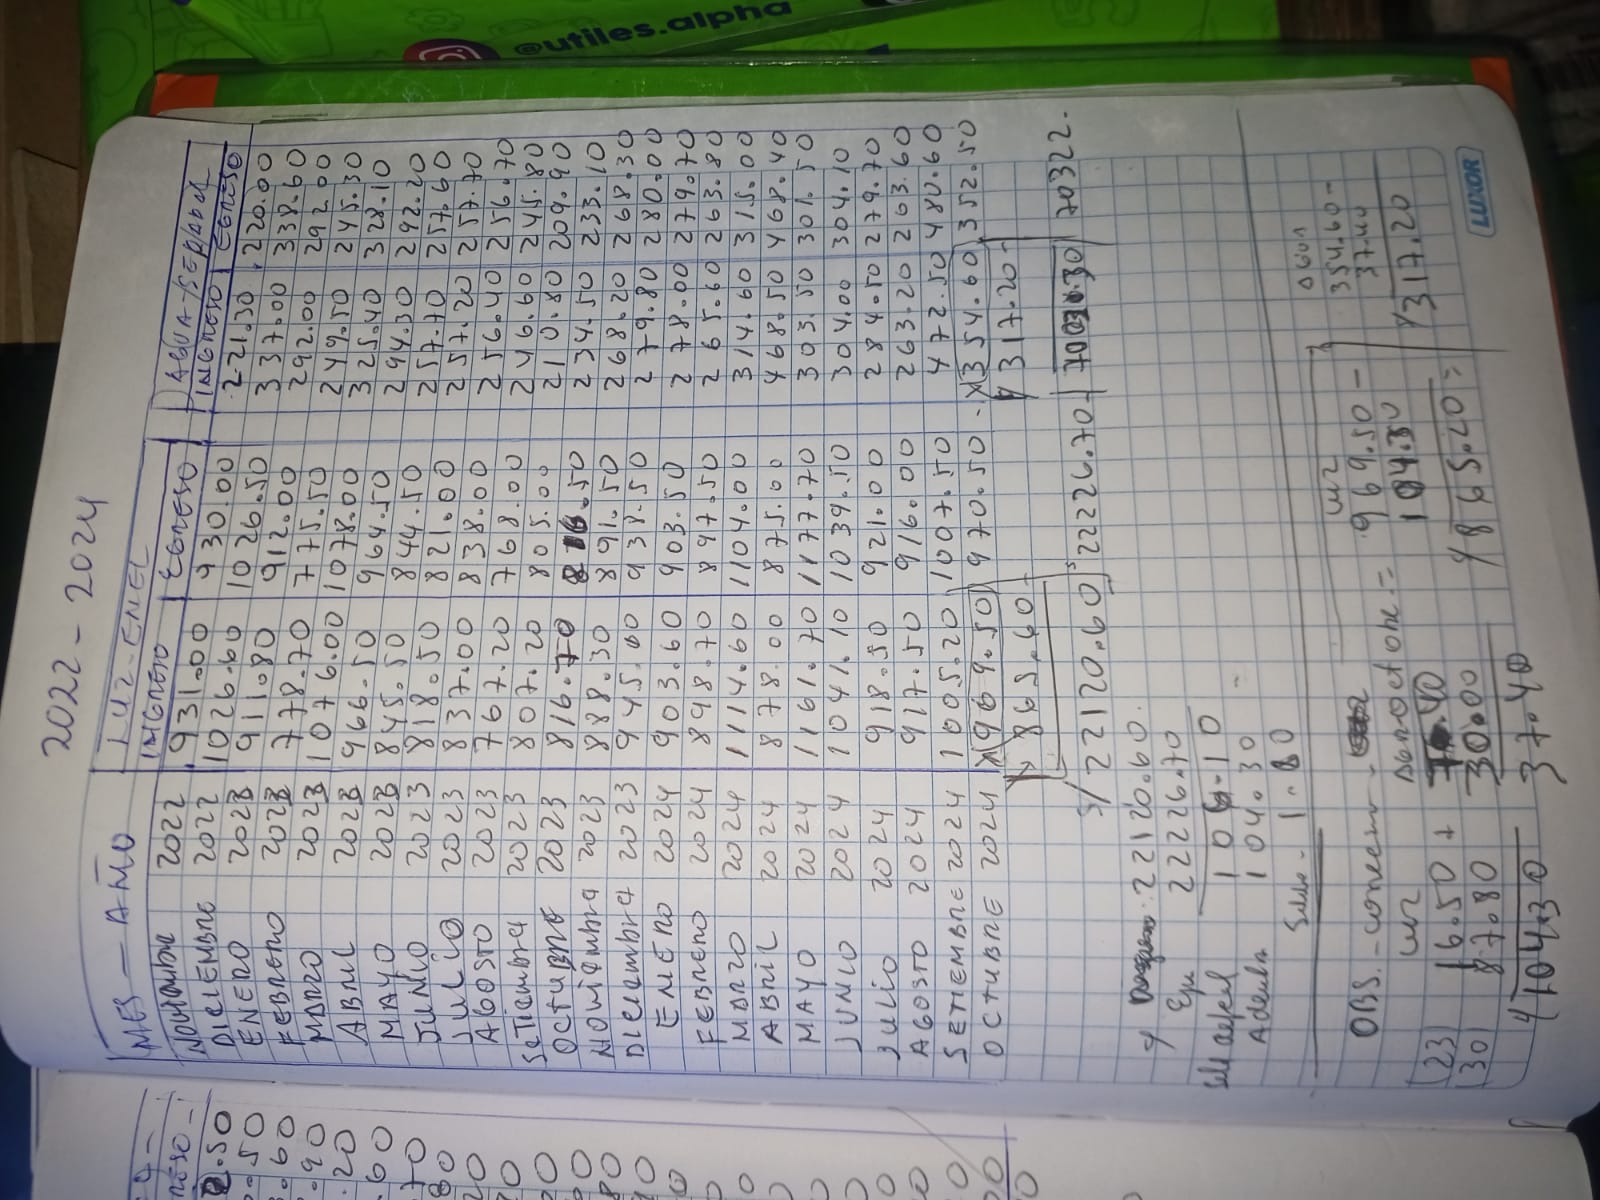 2022 - 2024
MES - AÑO LUZ-ENEL
INGRESO EGRESO AGUA-/SEDAPAL
INGRESO EGRESO
Noviembre 2022 931.00 930.00 221.30 220.00
DICIEMBRE 2022 1026.60 1026.50 337.00 338.60
ENERO 2023 911.80 912.00 292.00 292.00
FEBRERO 2023 778.70 775.50 249.50 245.30
MARZO 2023 1076.00 1078.00 325.40 328.10
ABRIL 2023 966.50 964.50 294.30 292.20
MAYO 2023 845.50 844.50 257.70 257.60
JUNIO 2023 818.50 821.00 257.20 257.70
JULIO 2023 837.00 838.00 256.40 256.70
AGOSTO 2023 767.20 768.00 246.60 245.80
SETIEMBRE 2023 807.20 805.00 210.80 209.90
OCTUBRE 2023 816.70 816.50 234.50 233.10
NOVIEMBRE 2023 888.30 891.50 268.20 268.30
DICIEMBRE 2023 945.00 938.50 279.80 280.00
ENERO 2024 903.60 903.50 278.00 279.70
FEBRERO 2024 898.70 897.50 265.60 263.80
MARZO 2024 1114.60 1104.00 314.60 315.00
ABRIL 2024 878.00 875.00 468.50 468.40
MAYO 2024 1161.70 1177.70 303.50 301.50
JUNIO 2024 1041.10 1039.50 304.00 304.10
JULIO 2024 918.50 921.00 284.50 279.70
AGOSTO 2024 927.50 916.00 263.20 263.60
SETIEMBRE 2024 1005.20 1007.50 472.50 480.60
OCTUBRE 2024 969.50 970.50 - 354.60 352.50
865.60 317.20
S/ 22120.60 22226.70 70322.
22120.60
22226.70
106.10
104.30
Saldo - 1.80
OBS.
LUZ
969.50 -
104.30
865.20 =
AGUA
354.60 -
37.40
317.20
LUZ
(23) 16.50 + 7.40
(30) 87.80 30.00
104.30 37.40
LUXOR
@utiles.alpha